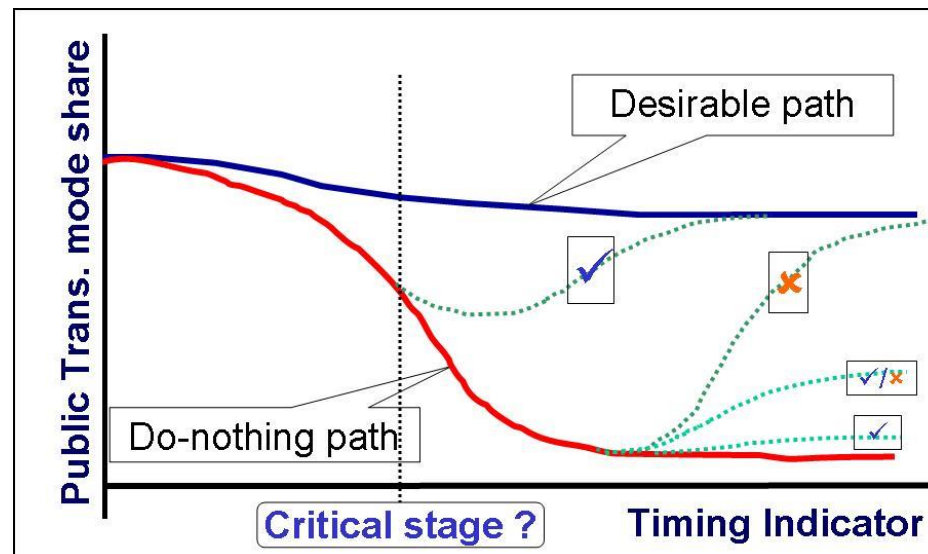 Public Trans. mode share
Desirable path
Do-nothing path
✓/✗
Critical stage ?
Timing Indicator